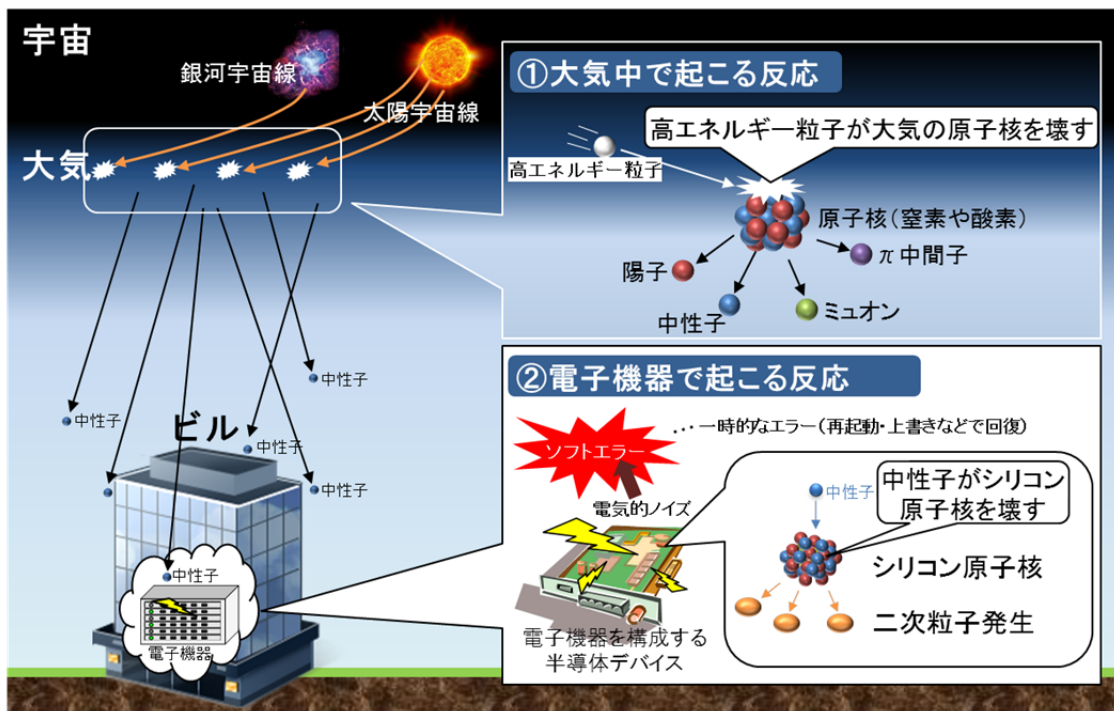 宇宙
銀河宇宙線
太陽宇宙線
大気
①大気中で起こる反応
高エネルギー粒子が大気の原子核を壊す
高エネルギー粒子
原子核(窒素や酸素)
π中間子
陽子
中性子
ミュオン
中性子
中性子
ビル
中性子
中性子
中性子
電子機器
②電子機器で起こる反応
ソフトエラー
…一時的なエラー(再起動・上書きなどで回復)
電気的ノイズ
電子機器を構成する
半導体デバイス
中性子
中性子がシリコン
原子核を壊す
シリコン原子核
二次粒子発生